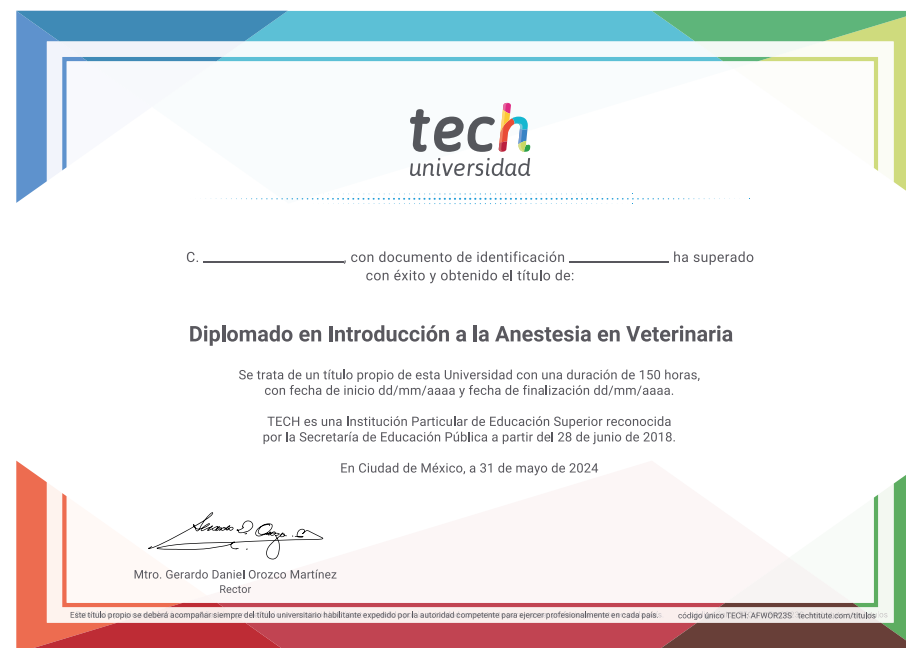 tech
universidad
C. ____________________, con documento de identificación ______________ ha superado
con éxito y obtenido el título de:
Diplomado en Introducción a la Anestesia en Veterinaria
Se trata de un título propio de esta Universidad con una duración de 150 horas,
con fecha de inicio dd/mm/aaaa y fecha de finalización dd/mm/aaaa.
TECH es una Institución Particular de Educación Superior reconocida
por la Secretaría de Educación Pública a partir del 28 de junio de 2018.
En Ciudad de México, a 31 de mayo de 2024
Mtro. Gerardo Daniel Orozco Martínez
Rector
Este título propio se deberá acompañar siempre del título universitario habilitante expedido por la autoridad competente para ejercer profesionalmente en cada país. código único TECH: AFWOR23S techtitute.com/titulos